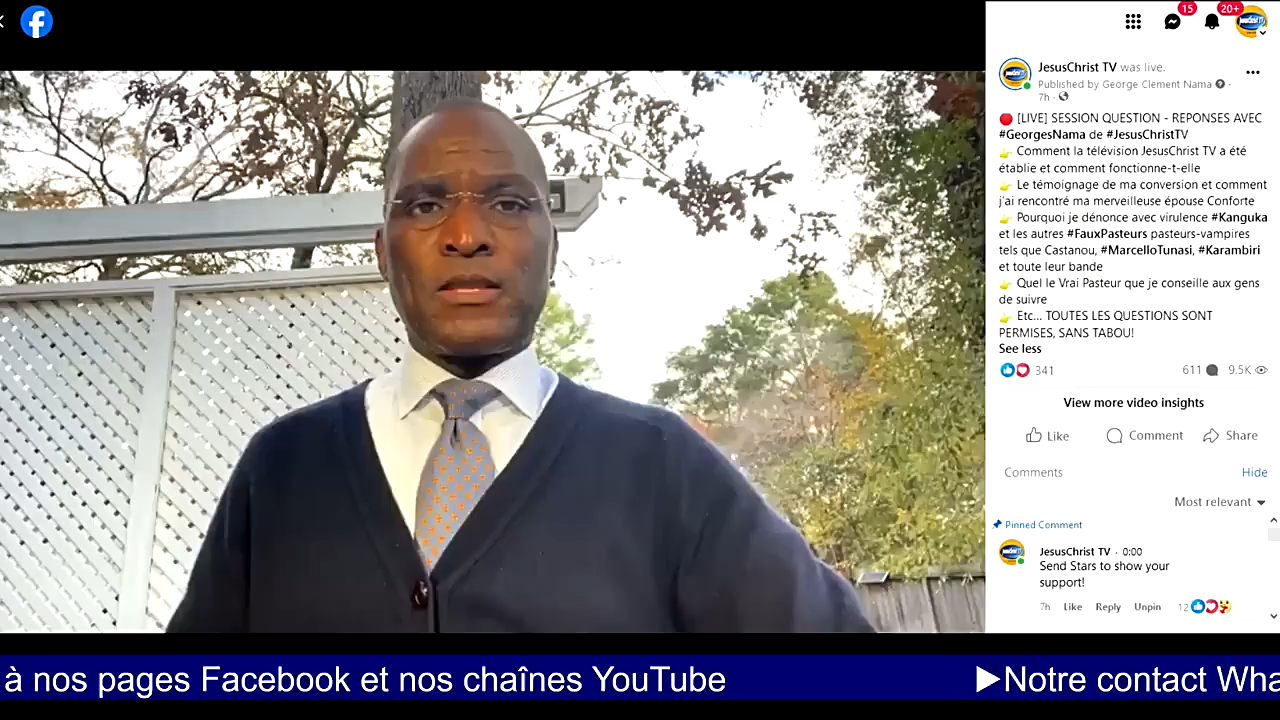 15
20+
JesusChrist TV was live.
Published by George Clement Nama
7h
[LIVE] SESSION QUESTION - REPONSES AVEC
#GeorgesNama de #JesusChristTV
Comment la télévision JesusChrist TV a été
établie et comment fonctionne-t-elle
Le témoignage de ma conversion et comment
j'ai rencontré ma merveilleuse épouse Conforte
Pourquoi je dénonce avec virulence #Kanguka
et les autres #FauxPasteurs pasteurs-vampires
tels que Castanou, #MarcelloTunasi, #Karambiri
et toute leur bande
Quel le Vrai Pasteur que je conseille aux gens
de suivre
Etc... TOUTES LES QUESTIONS SONT
PERMISES, SANS TABOU!
See less
341 611 9.5K
View more video insights
Like Comment Share
Comments Hide
Most relevant
Pinned Comment
JesusChrist TV · 0:00
Send Stars to show your
support!
7h Like Reply Unpin 12
à nos pages Facebook et nos chaînes YouTube ▶Notre contact Wha